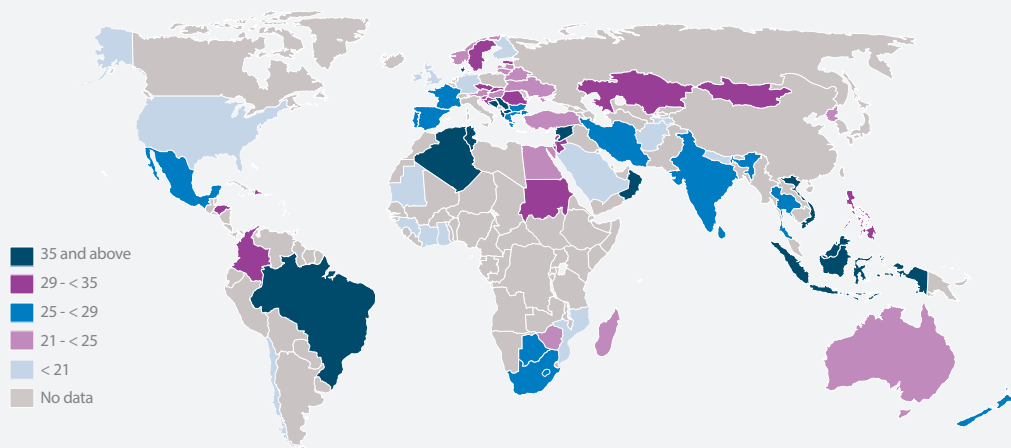 35 and above
29 - < 35
25 - < 29
21 - < 25
< 21
No data